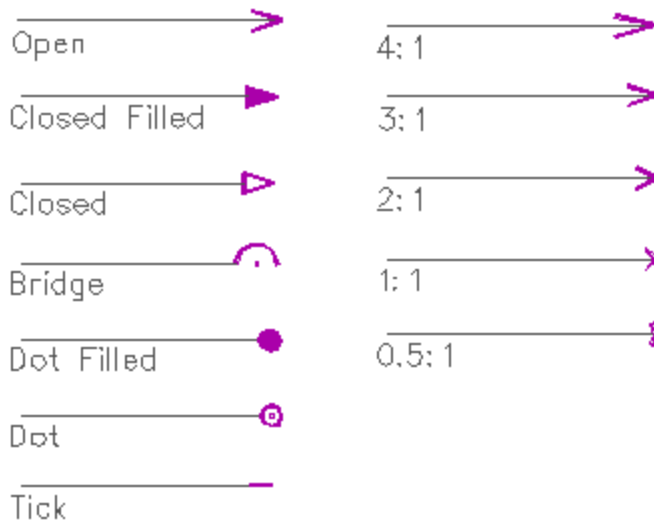 Open
Closed Filled
Closed
Bridge
Dot Filled
Dot
Tick
4:1
3:1
2:1
1:1
0.5:1